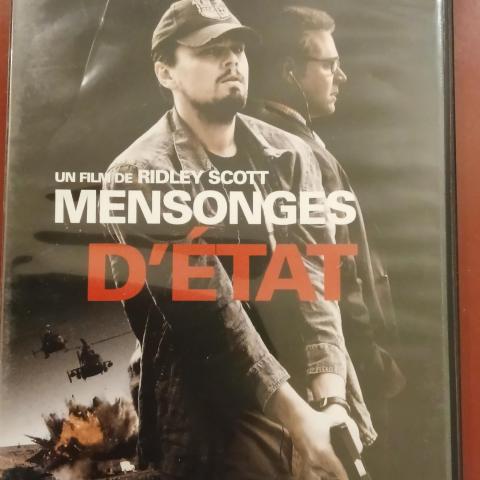 UN FILM DE RIDLEY SCOTT
MENSONGES
D'ÉTAT